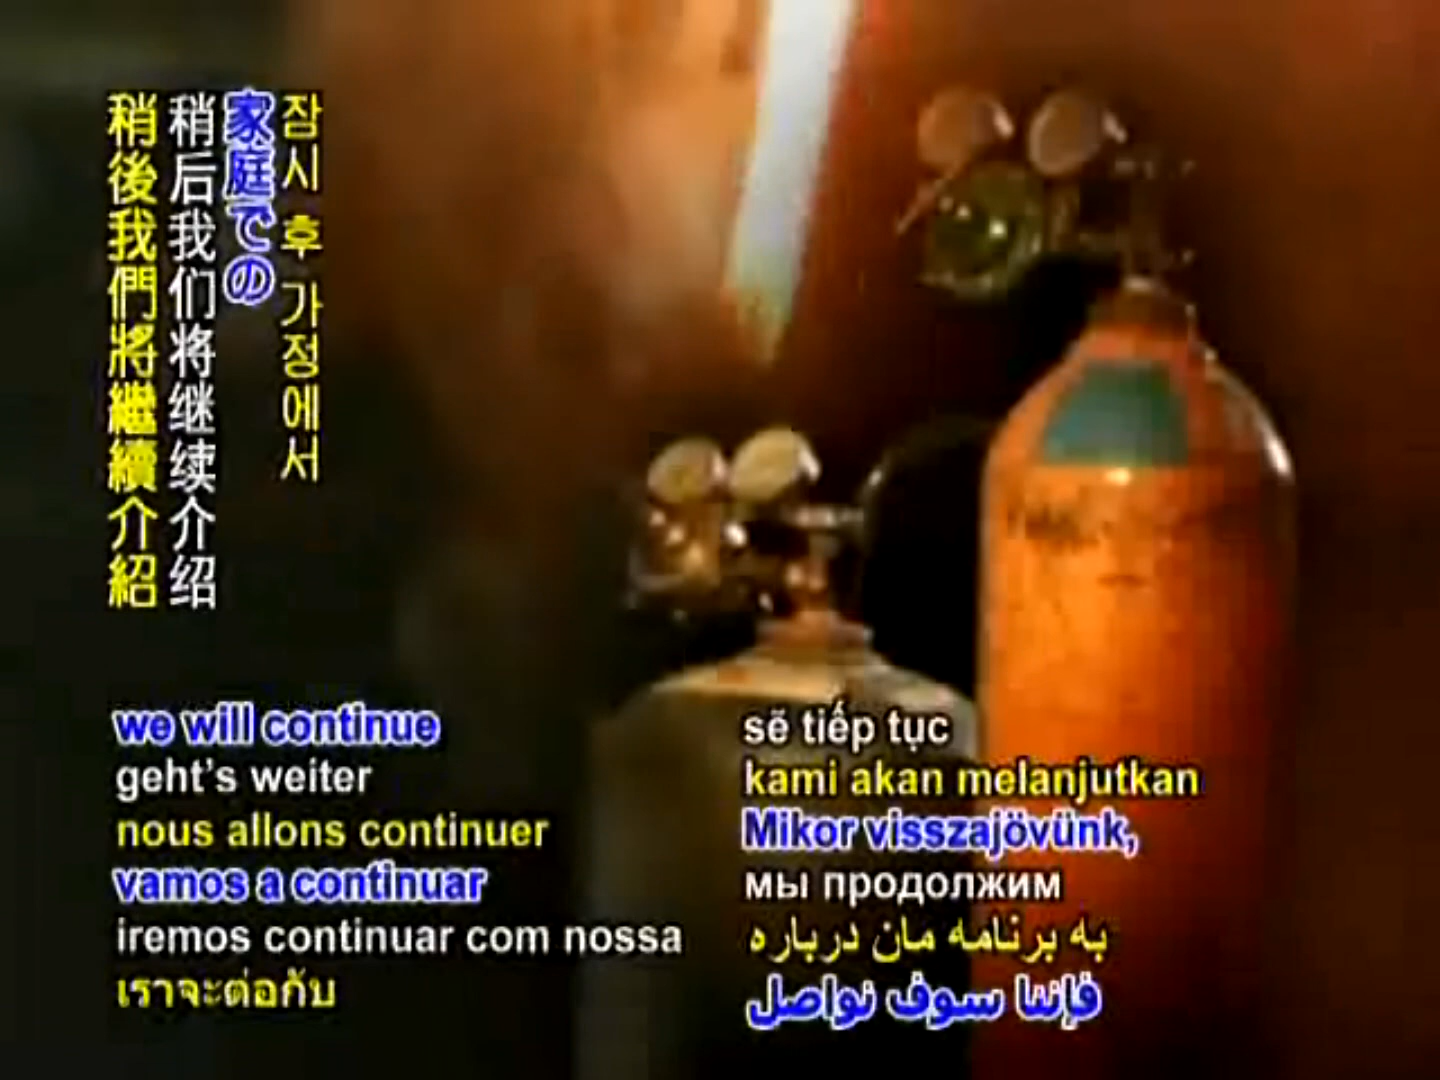 稍後我們將繼續介紹
稍后我们将继续介绍
家庭での
잠시 후 가정에서
we will continue
geht's weiter
nous allons continuer
vamos a continuar
iremos continuar com nossa
เราจะต่อกับ
sẽ tiếp tục
kami akan melanjutkan
Mikor visszajövünk,
мы продолжим
به برنامه مان درباره
فإننا سوف نواصل